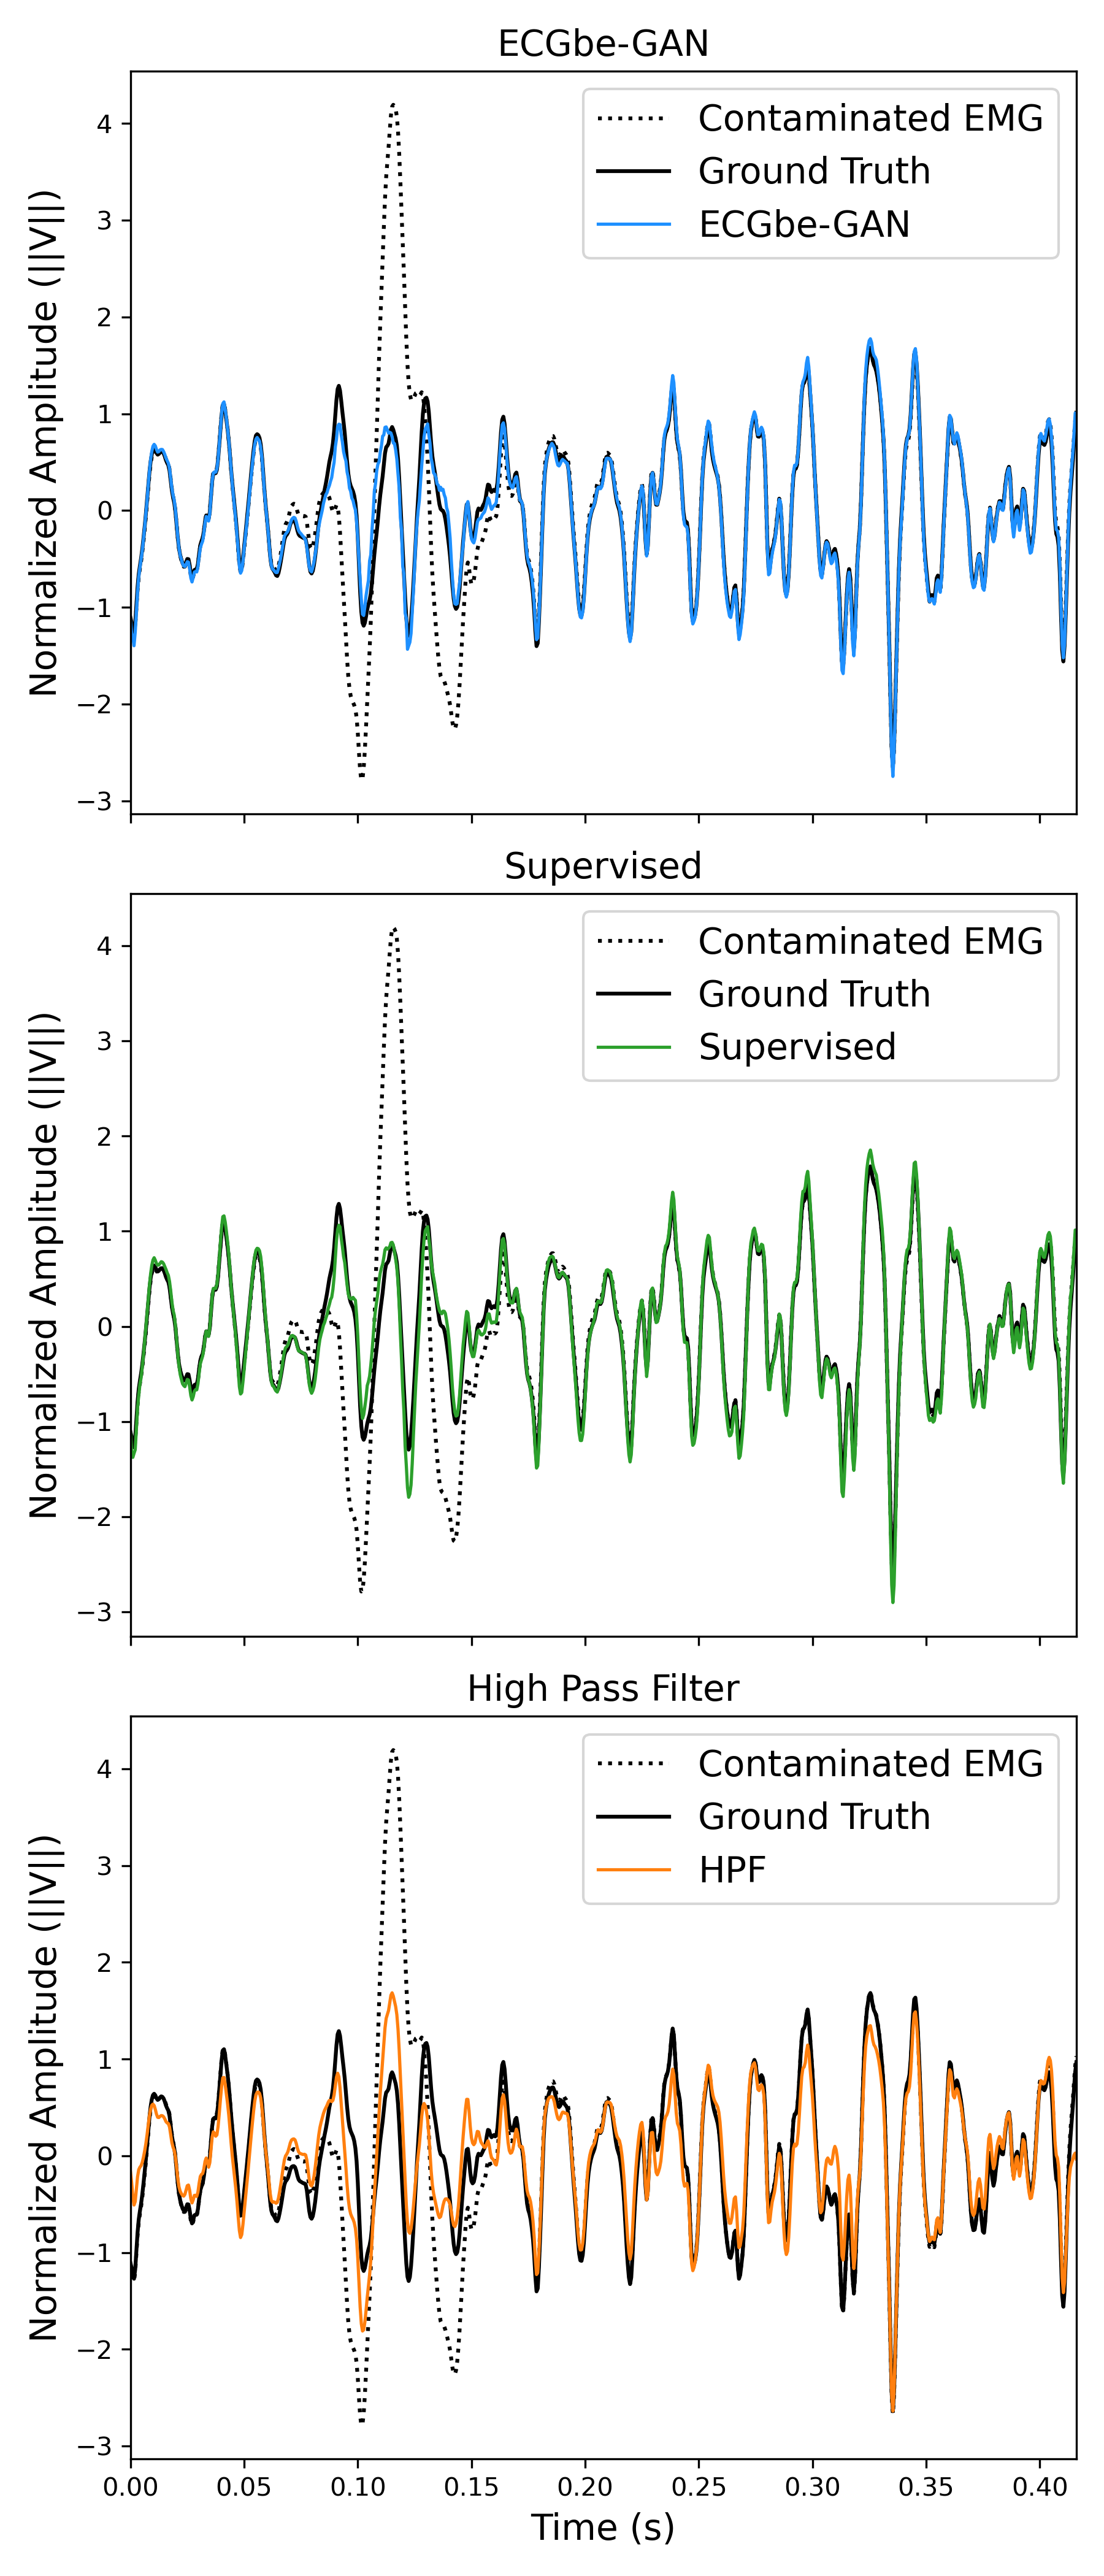 ECGbe-GAN
Normalized Amplitude (||V||)
4
3
2
1
0
−1
−2
−3
Contaminated EMG
Ground Truth
ECGbe-GAN
Supervised
Normalized Amplitude (||V||)
4
3
2
1
0
−1
−2
−3
Contaminated EMG
Ground Truth
Supervised
High Pass Filter
Normalized Amplitude (||V||)
4
3
2
1
0
−1
−2
−3
Contaminated EMG
Ground Truth
HPF
0.00 0.05 0.10 0.15 0.20 0.25 0.30 0.35 0.40
Time (s)